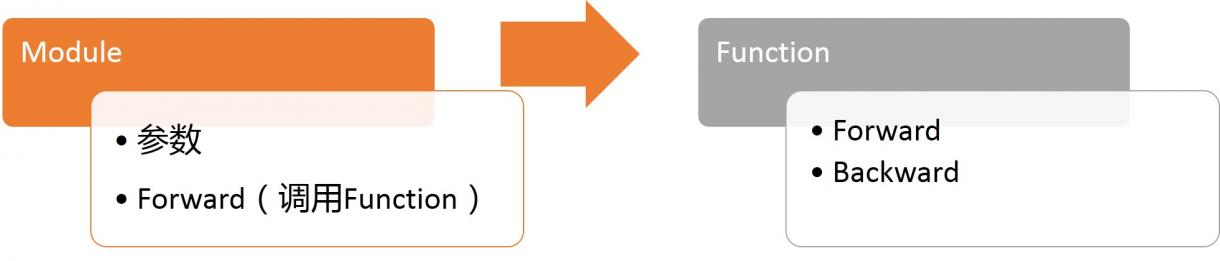 Module
• 参数
• Forward（调用Function）
Function
• Forward
• Backward